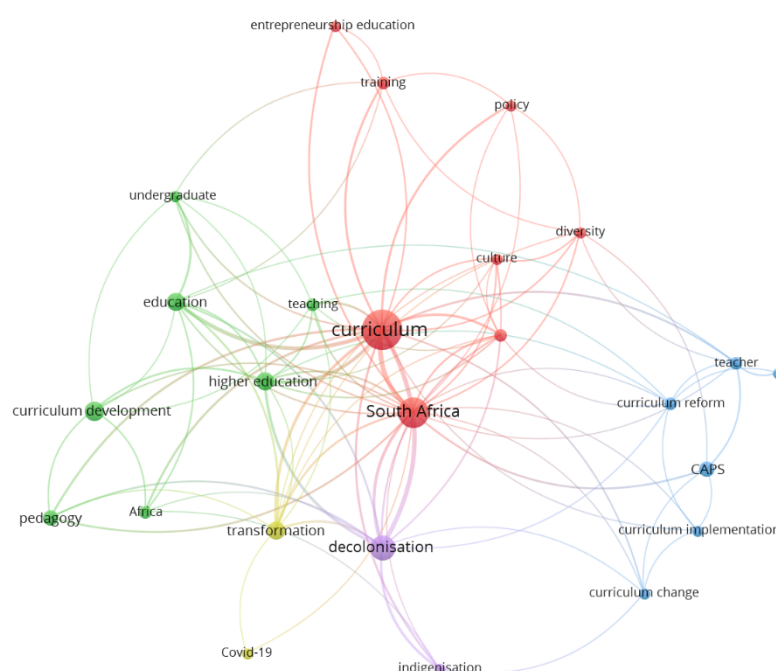 entrepreneurship education
training
policy
undergraduate
diversity
culture
education
teaching
curriculum
teacher
higher education
curriculum reform
curriculum development
South Africa
CAPS
pedagogy
Africa
transformation
curriculum implementation
decolonisation
curriculum change
Covid-19
indigenisation